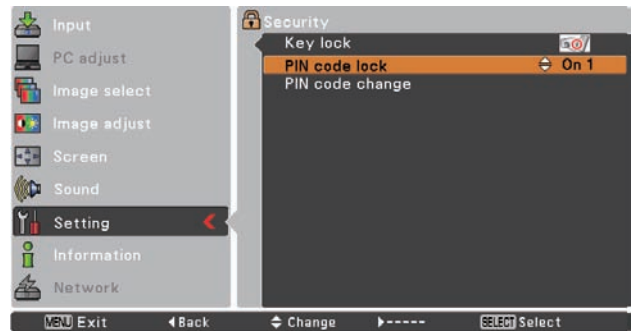 Input
PC adjust
Image select
Image adjust
Screen
Sound
Setting
Information
Network
Security
Key lock
PIN code lock On 1
PIN code change
MENU Exit Back Change ----- SELECT Select